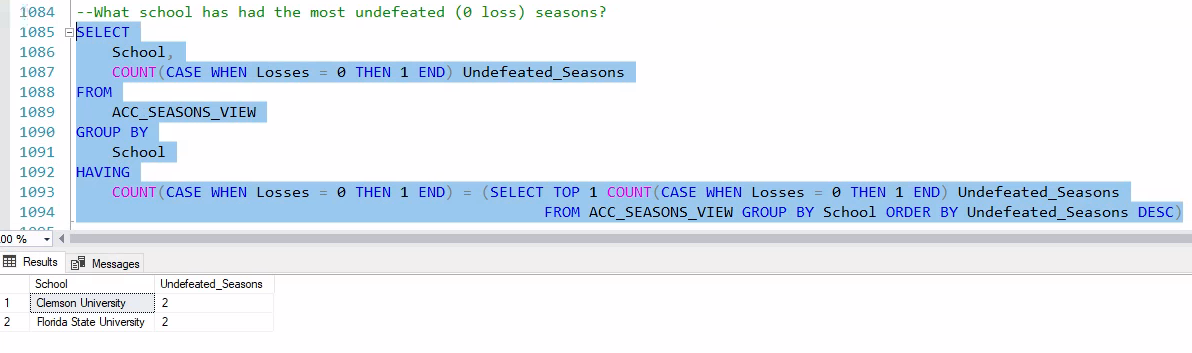 1084 --What school has had the most undefeated (0 loss) seasons?
1085 SELECT
1086 School,
1087 COUNT(CASE WHEN Losses = 0 THEN 1 END) Undefeated_Seasons
1088 FROM
1089 ACC_SEASONS_VIEW
1090 GROUP BY
1091 School
1092 HAVING
1093 COUNT(CASE WHEN Losses = 0 THEN 1 END) = (SELECT TOP 1 COUNT(CASE WHEN Losses = 0 THEN 1 END) Undefeated_Seasons
1094 FROM ACC_SEASONS_VIEW GROUP BY School ORDER BY Undefeated_Seasons DESC)
00 %
Results Messages
School Undefeated_Seasons
1 Clemson University 2
2 Florida State University 2